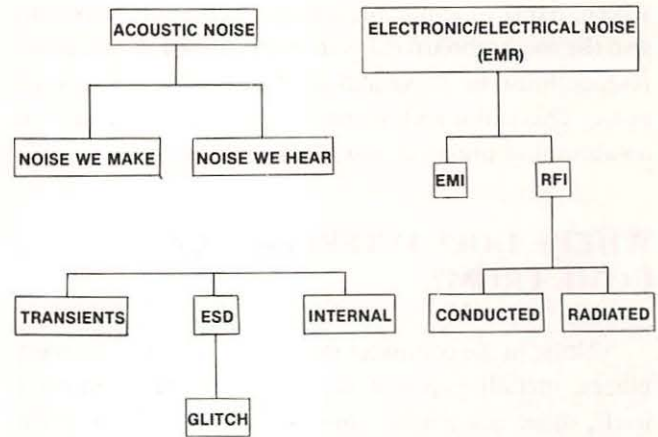 ACOUSTIC NOISE
ELECTRONIC/ELECTRICAL NOISE
(EMR)
NOISE WE MAKE
NOISE WE HEAR
EMI
RFI
TRANSIENTS
ESD
INTERNAL
CONDUCTED
RADIATED
GLITCH